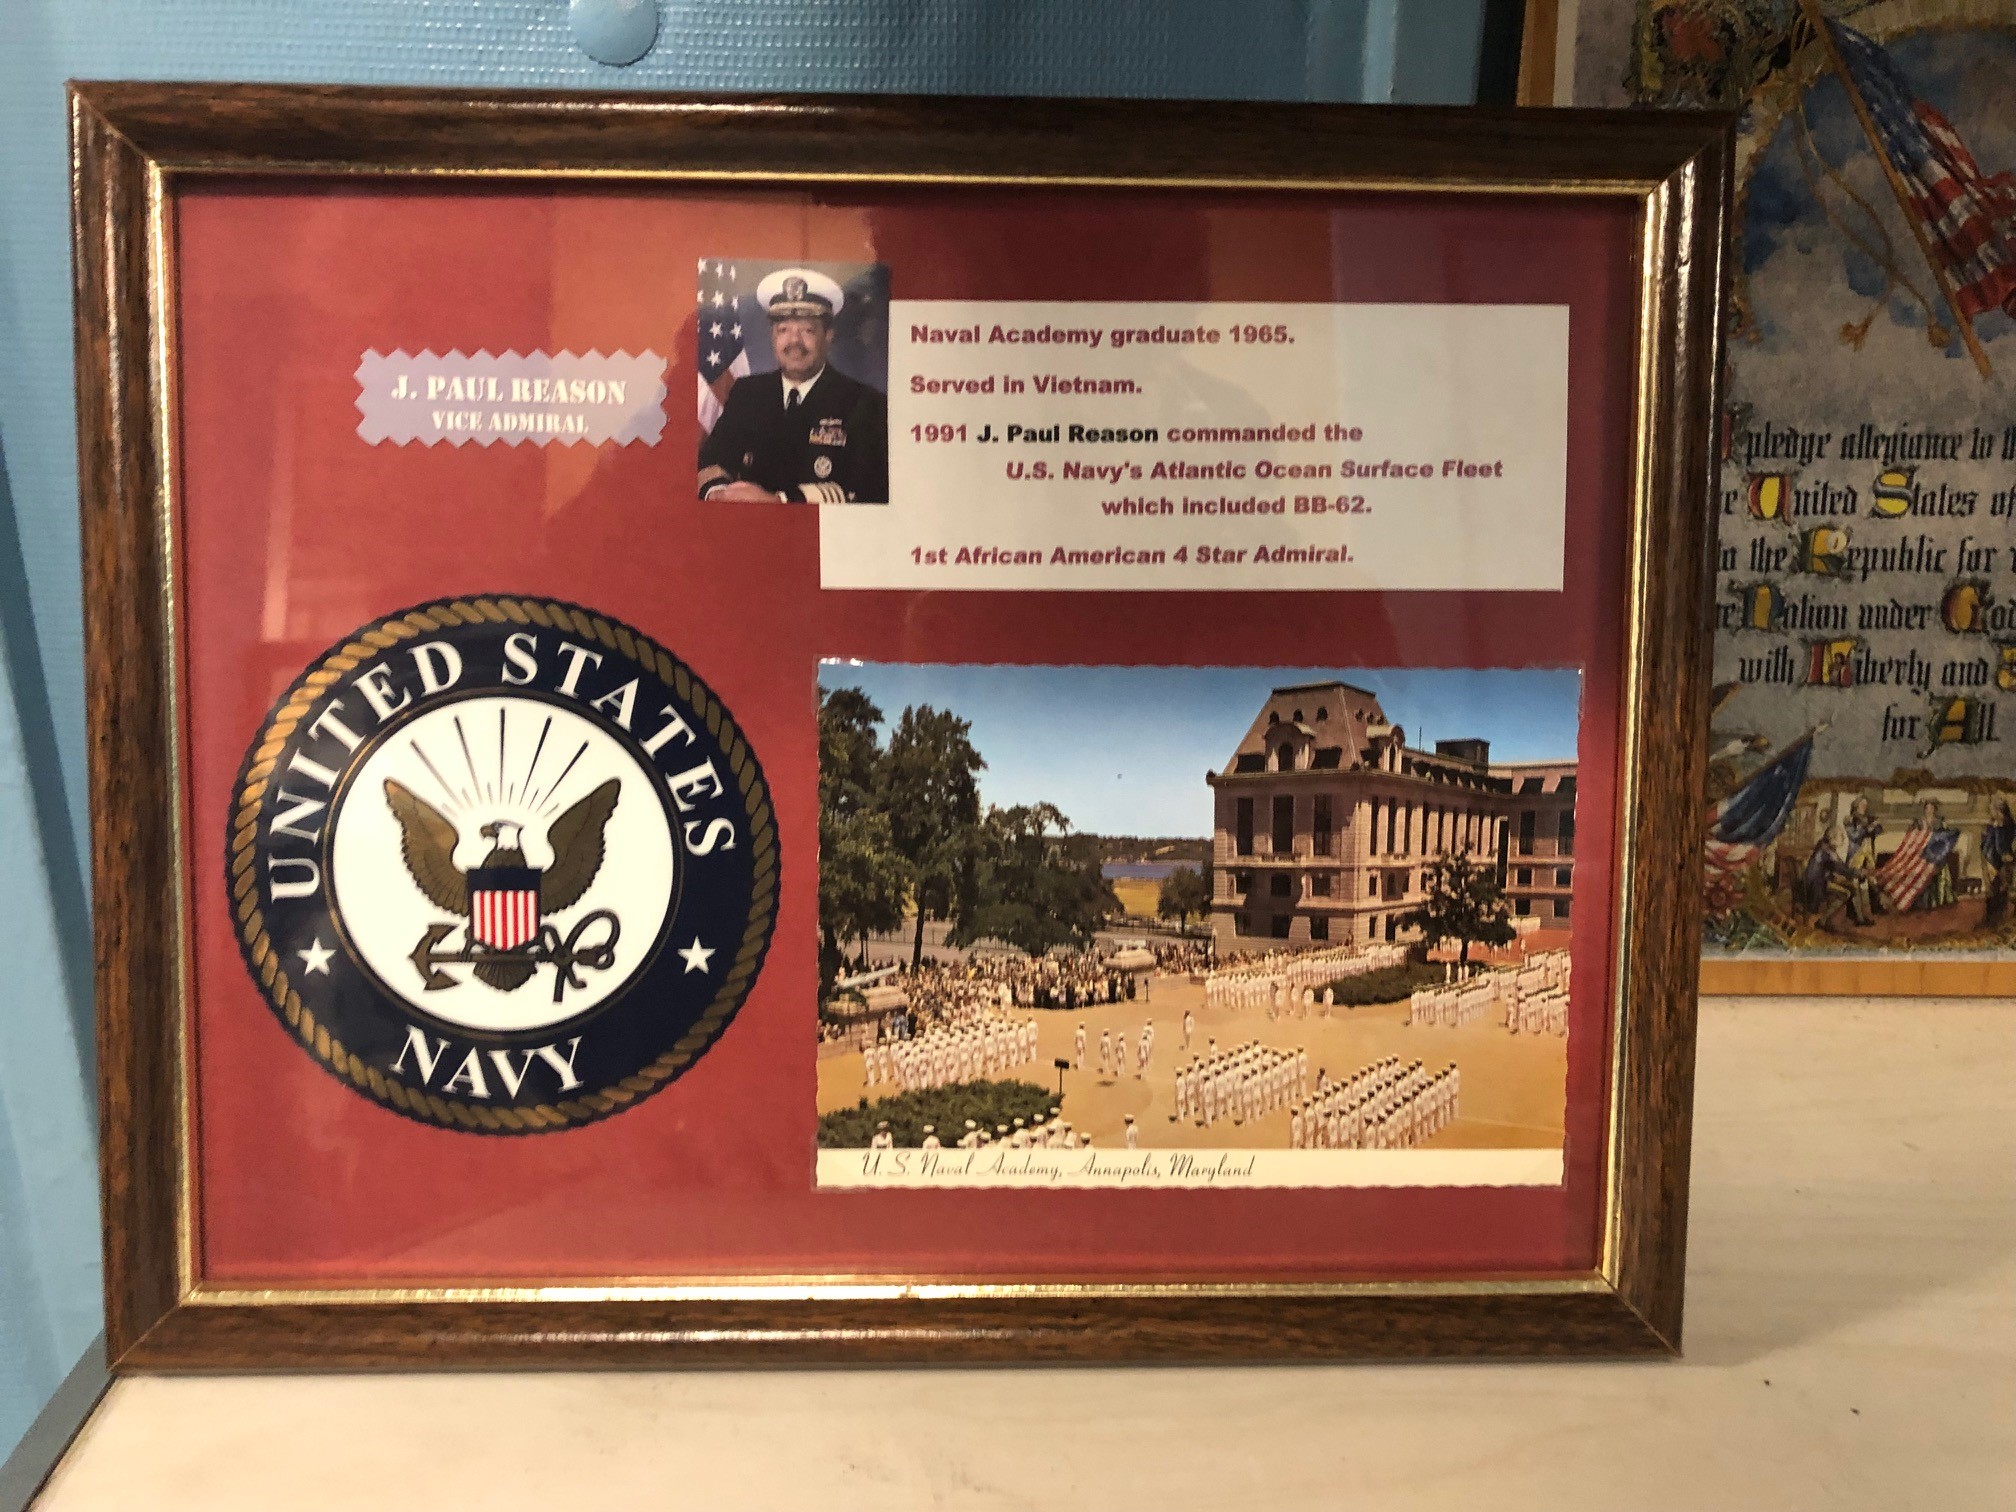 J. PAUL REASON
VICE ADMIRAL
Naval Academy graduate 1965.
Served in Vietnam.
1991 J. Paul Reason commanded the
U.S. Navy's Atlantic Ocean Surface Fleet
which included BB-62.
1st African American 4 Star Admiral.
UNITED STATES
NAVY
U. S. Naval Academy, Annapolis, Maryland
pledge allegiance to
United States of
to the Republic for
Nation under God
with Liberty and
for All.